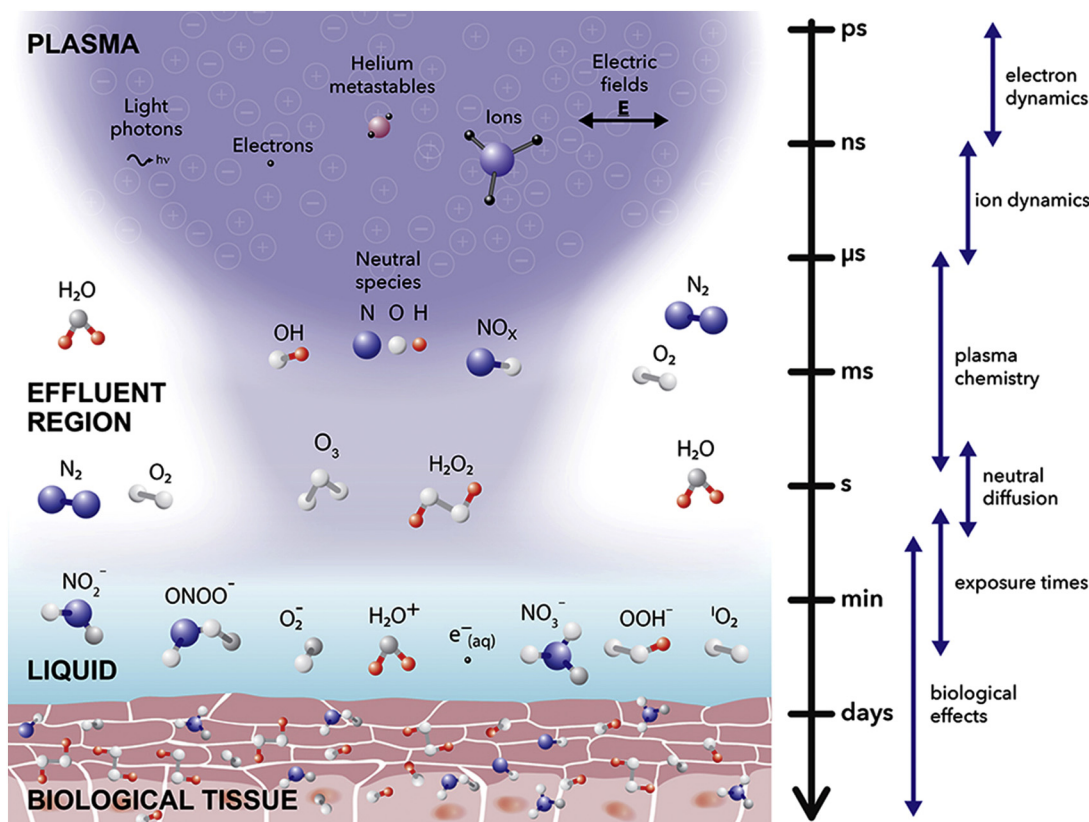 PLASMA
Light
photons
hν
Electrons
Helium
metastables
Ions
Electric
fields
E
Neutral
species
N O H
H₂O
OH
NOₓ
N₂
O₂
EFFLUENT
REGION
N₂
O₂
O₃
H₂O₂
H₂O
NO₂⁻
ONOO⁻
O₂⁻
H₂O⁺
e⁻(aq)
NO₃⁻
OOH⁻
¹O₂
LIQUID
BIOLOGICAL TISSUE
ps
ns
μs
ms
s
min
days
electron
dynamics
ion dynamics
plasma
chemistry
neutral
diffusion
exposure times
biological
effects